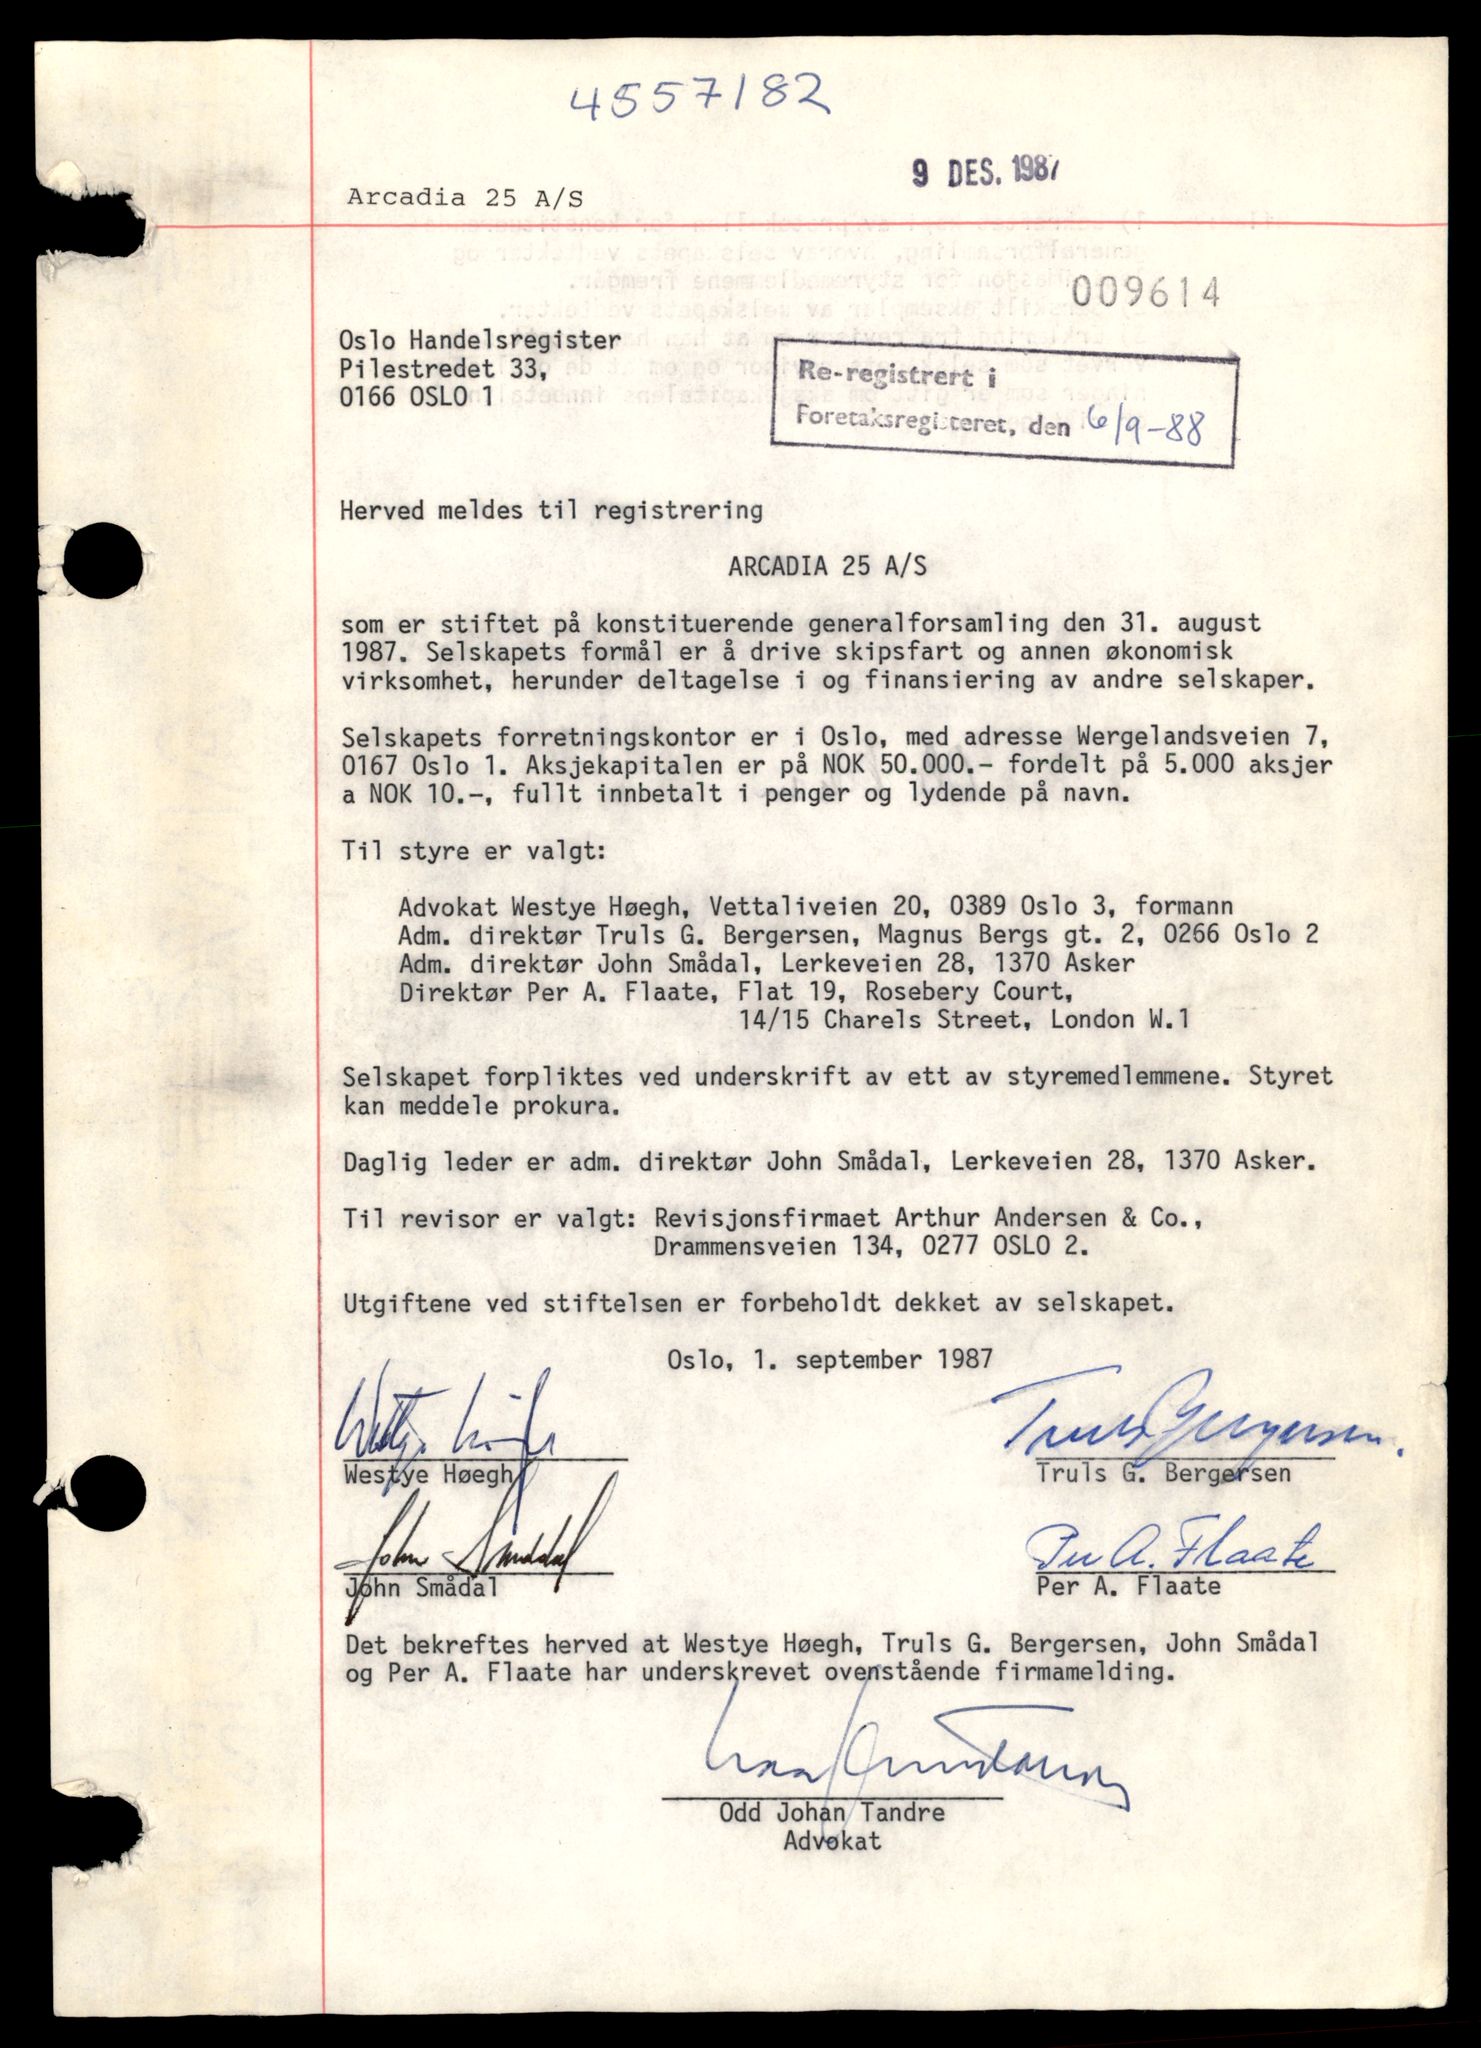 4557182
9 DES. 1987
Arcadia 25 A/S
009614
Oslo Handelsregister
Pilestredet 33,
0166 OSLO 1
Re-registrert i
Foretaksregisteret, den 6/9-88
Herved meldes til registrering
ARCADIA 25 A/S
som er stiftet på konstituerende generalforsamling den 31. august
1987. Selskapets formål er å drive skipsfart og annen økonomisk
virksomhet, herunder deltagelse i og finansiering av andre selskaper.
Selskapets forretningskontor er i Oslo, med adresse Wergelandsveien 7,
0167 Oslo 1. Aksjekapitalen er på NOK 50.000.- fordelt på 5.000 aksjer
a NOK 10.-, fullt innbetalt i penger og lydende på navn.
Til styre er valgt:
Advokat Westye Høegh, Vettaliveien 20, 0389 Oslo 3, formann
Adm. direktør Truls G. Bergersen, Magnus Bergs gt. 2, 0266 Oslo 2
Adm. direktør John Smådal, Lerkeveien 28, 1370 Asker
Direktør Per A. Flaate, Flat 19, Rosebery Court,
14/15 Charels Street, London W.1
Selskapet forpliktes ved underskrift av ett av styremedlemmene. Styret
kan meddele prokura.
Daglig leder er adm. direktør John Smådal, Lerkeveien 28, 1370 Asker.
Til revisor er valgt: Revisjonsfirmaet Arthur Andersen & Co.,
Drammensveien 134, 0277 OSLO 2.
Utgiftene ved stiftelsen er forbeholdt dekket av selskapet.
Oslo, 1. september 1987
Truls Bergersen.
Westye Høegh
Truls G. Bergersen
John Smådal
Per A. Flaate
John Smådal
Per A. Flaate
Det bekreftes herved at Westye Høegh, Truls G. Bergersen, John Smådal
og Per A. Flaate har underskrevet ovenstående firmamelding.
Odd Johan Tandre
Advokat